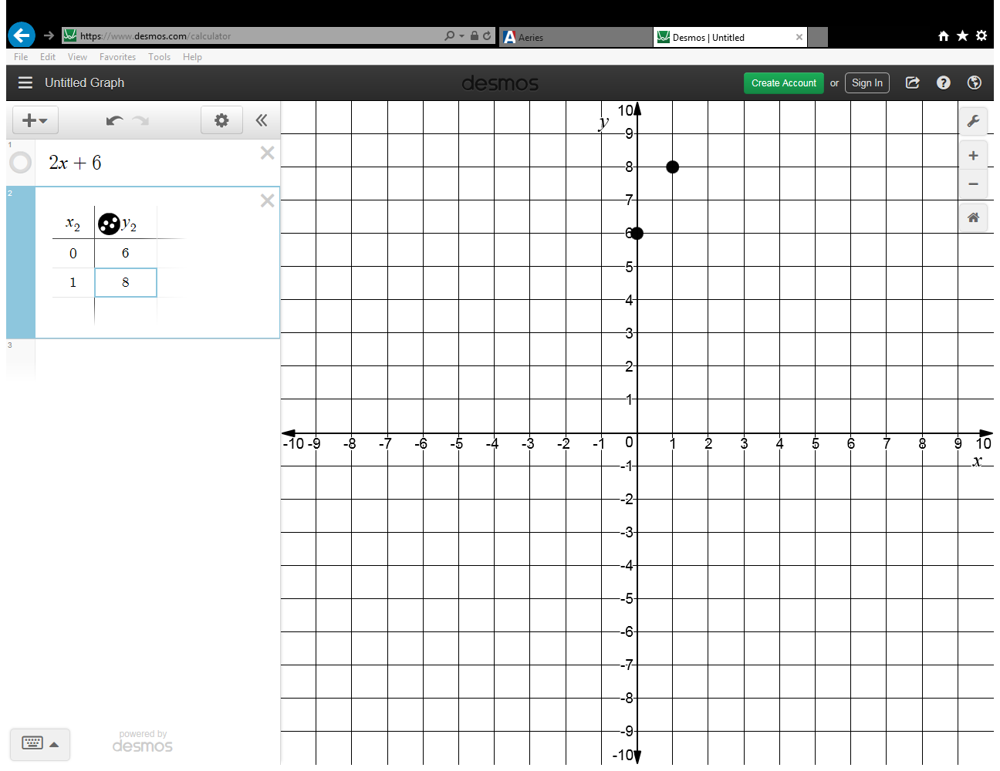 https://www.desmos.com/calculator
Aeries
Desmos | Untitled
File Edit View Favorites Tools Help
Untitled Graph
desmos
Create Account or Sign In
1
2x + 6
2
x2 y2
0 6
1 8
3
powered by
desmos
y
10
9
8
7
6
5
4
3
2
1
-10 -9 -8 -7 -6 -5 -4 -3 -2 -1 0 1 2 3 4 5 6 7 8 9 10
x
-1
-2
-3
-4
-5
-6
-7
-8
-9
-10